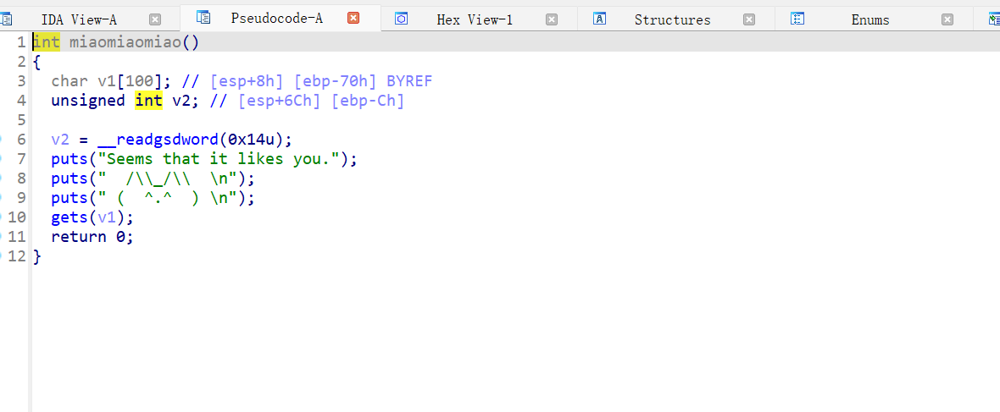 IDA View-A Pseudocode-A Hex View-1 Structures Enums
1 int miaomiaomiao()
2 {
3   char v1[100]; // [esp+8h] [ebp-70h] BYREF
4   unsigned int v2; // [esp+6Ch] [ebp-Ch]
5
6   v2 = __readgsdword(0x14u);
7   puts("Seems that it likes you.");
8   puts("  /\\_/\\  \n");
9   puts(" (  ^.^  ) \n");
10   gets(v1);
11   return 0;
12 }